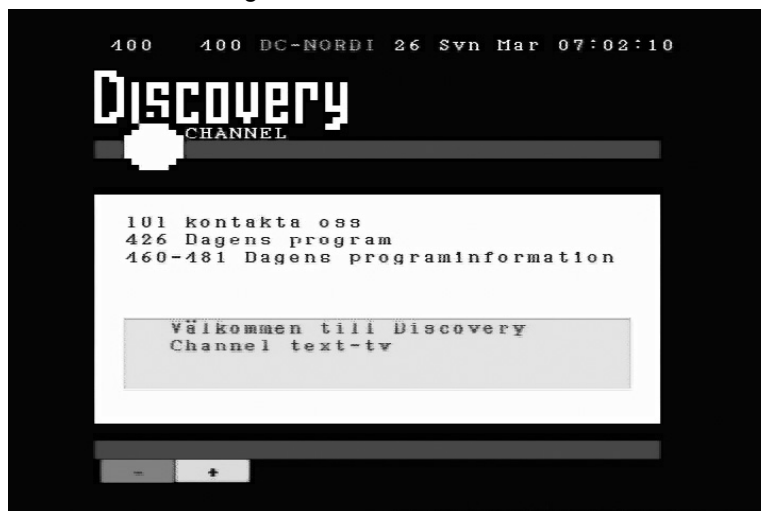 400 400 DC-NORDI 26 Svn Mar 07:02:10
Discovery
CHANNEL
101 kontakta oss
426 Dagens program
460-481 Dagens programinformation
Välkommen till Discovery
Channel text-tv
- +